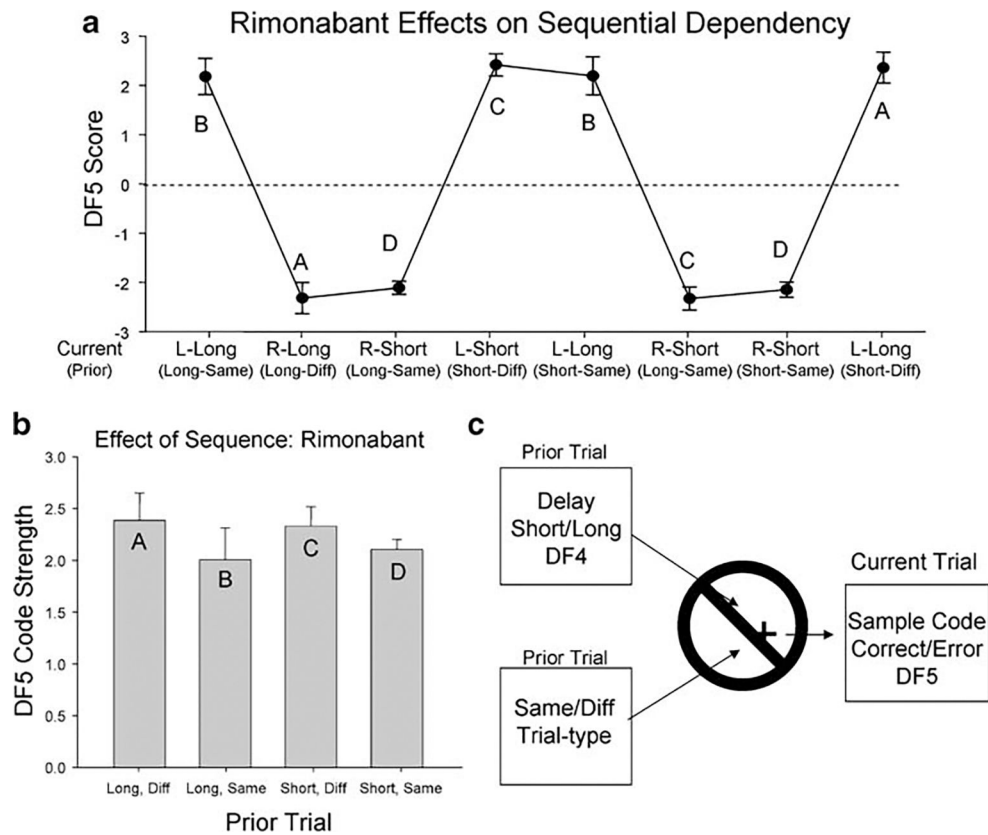 a
Rimonabant Effects on Sequential Dependency
3
2
1
0
-1
-2
-3
DF5 Score
B
A
D
C
B
C
D
A
Current
(Prior)
L-Long R-Long R-Short L-Short L-Long R-Short R-Short L-Long
(Long-Same) (Long-Diff) (Long-Same) (Short-Diff) (Short-Same) (Long-Same) (Short-Same) (Short-Diff)
b
Effect of Sequence: Rimonabant
3.0
2.5
2.0
1.5
1.0
0.5
0.0
DF5 Code Strength
A
B
C
D
Long, Diff Long, Same Short, Diff Short, Same
Prior Trial
c
Prior Trial
Delay
Short/Long
DF4
Prior Trial
Same/Diff
Trial-type
+
Current Trial
Sample Code
Correct/Error
DF5